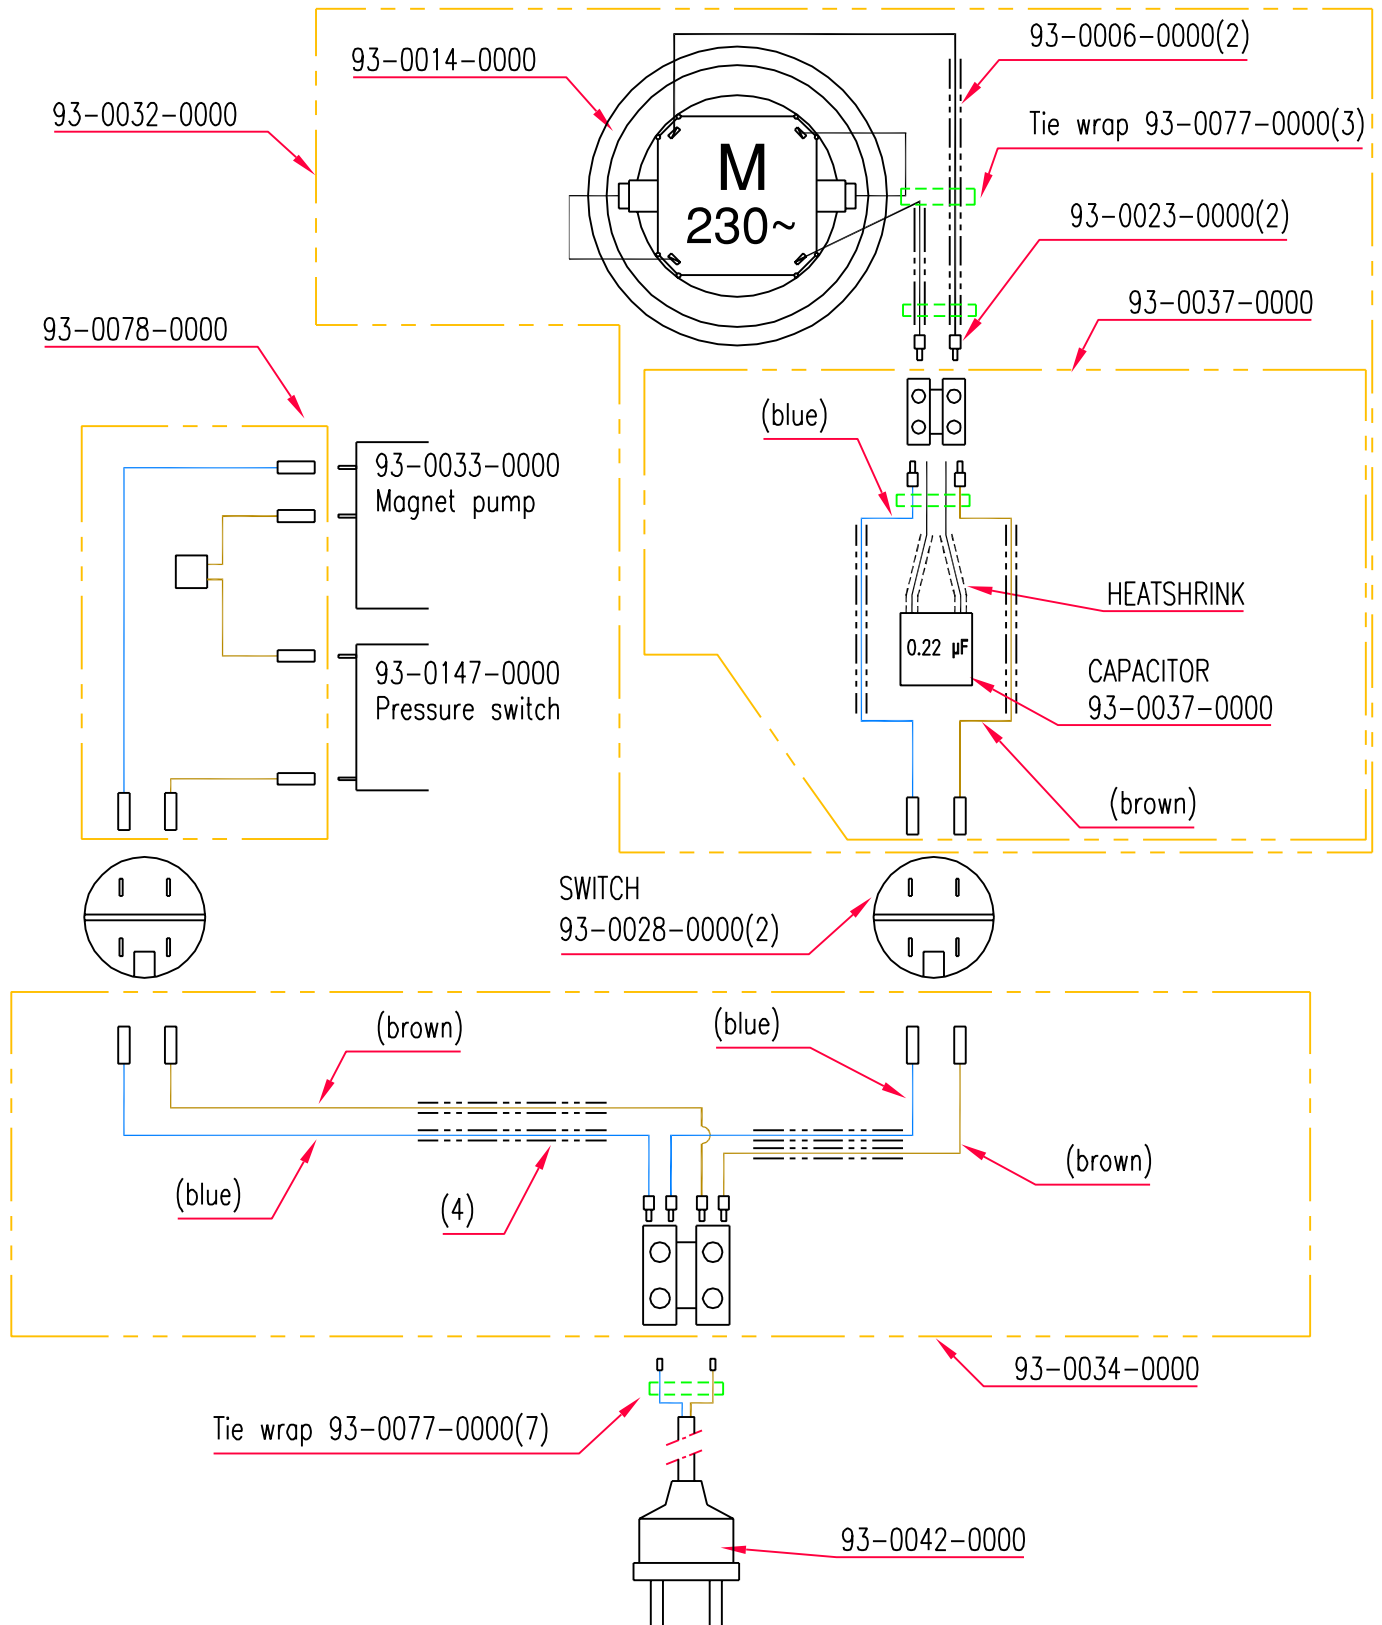 93-0006-0000(2)
93-0014-0000
93-0032-0000
Tie wrap 93-0077-0000(3)
M
230~
93-0023-0000(2)
93-0037-0000
93-0078-0000
(blue)
93-0033-0000
Magnet pump
HEATSHRINK
0.22 µF
93-0147-0000
Pressure switch
CAPACITOR
93-0037-0000
(brown)
SWITCH
93-0028-0000(2)
(brown)
(blue)
(blue)
(4)
(brown)
93-0034-0000
Tie wrap 93-0077-0000(7)
93-0042-0000